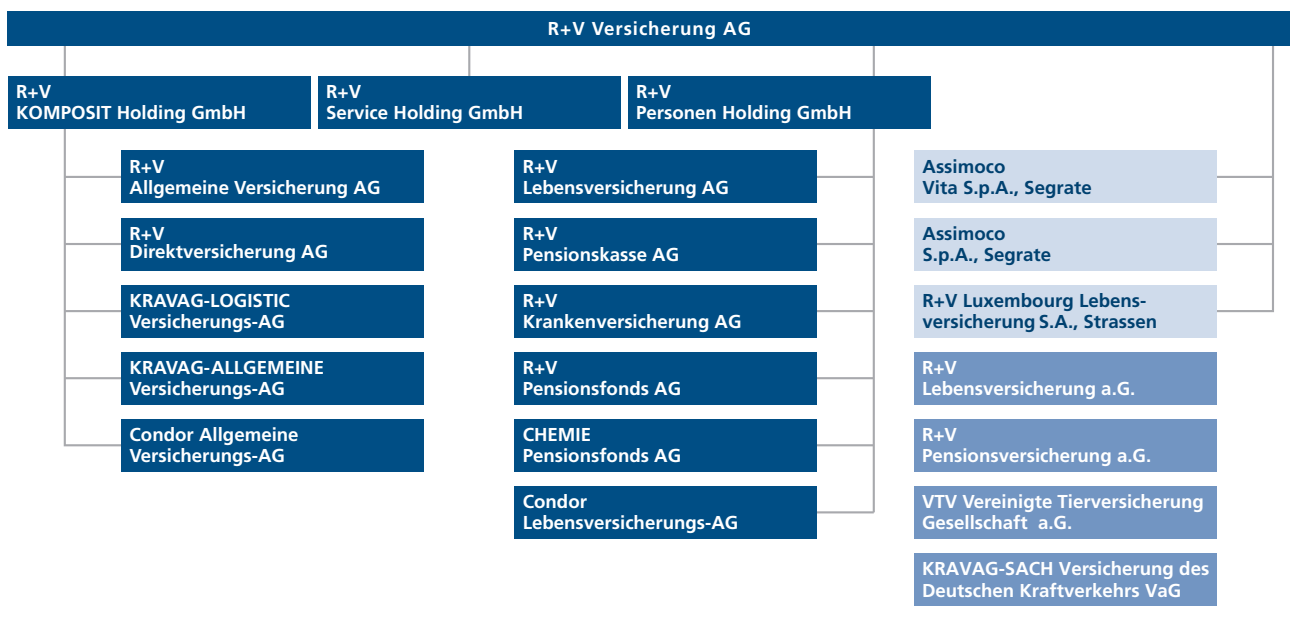 R+V Versicherung AG
R+V
KOMPOSIT Holding GmbH
R+V
Service Holding GmbH
R+V
Personen Holding GmbH
R+V
Allgemeine Versicherung AG
R+V
Direktversicherung AG
KRAVAG-LOGISTIC
Versicherungs-AG
KRAVAG-ALLGEMEINE
Versicherungs-AG
Condor Allgemeine
Versicherungs-AG
R+V
Lebensversicherung AG
R+V
Pensionskasse AG
R+V
Krankenversicherung AG
R+V
Pensionsfonds AG
CHEMIE
Pensionsfonds AG
Condor
Lebensversicherungs-AG
Assimoco
Vita S.p.A., Segrate
Assimoco
S.p.A., Segrate
R+V Luxembourg Lebens-
versicherung S.A., Strassen
R+V
Lebensversicherung a.G.
R+V
Pensionsversicherung a.G.
VTV Vereinigte Tierversicherung
Gesellschaft a.G.
KRAVAG-SACH Versicherung des
Deutschen Kraftverkehrs VaG